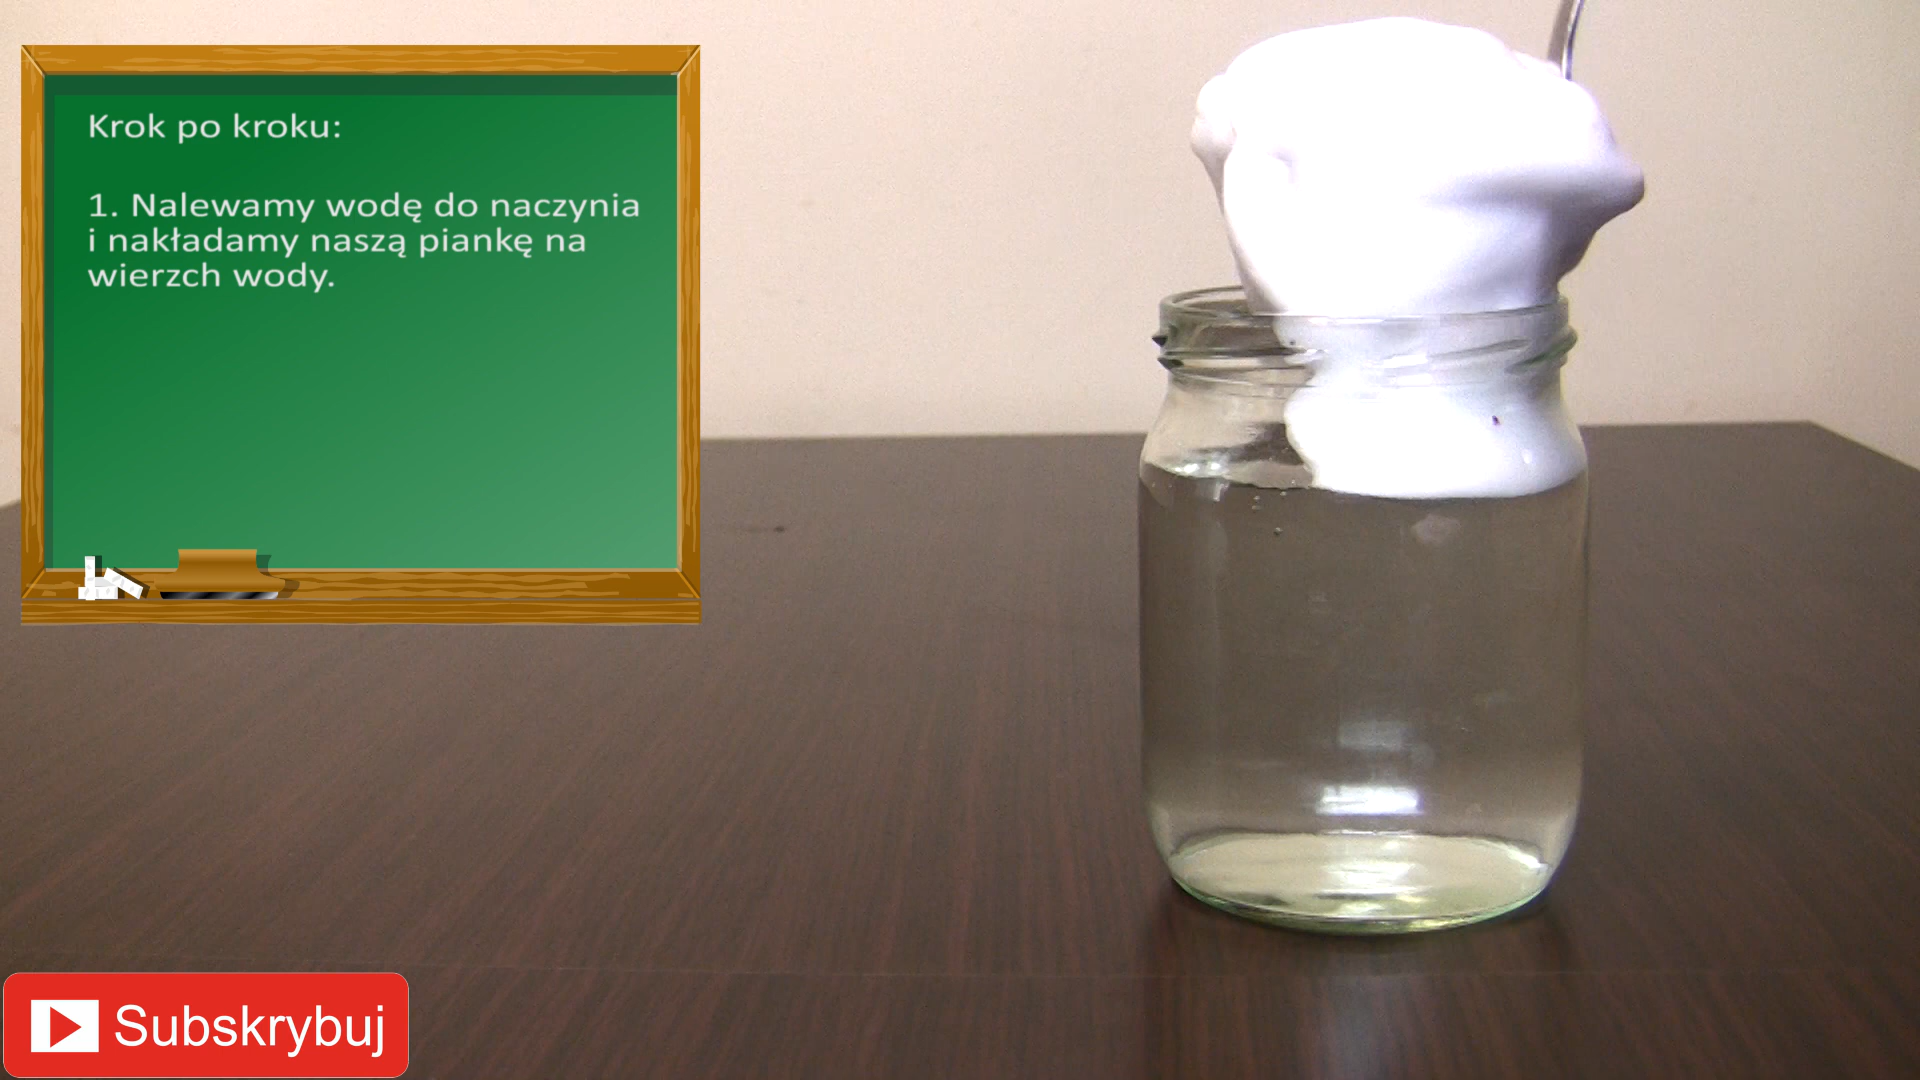 Krok po kroku:
1. Nalewamy wodę do naczynia
i nakładamy naszą piankę na
wierzch wody.
Subskrybuj